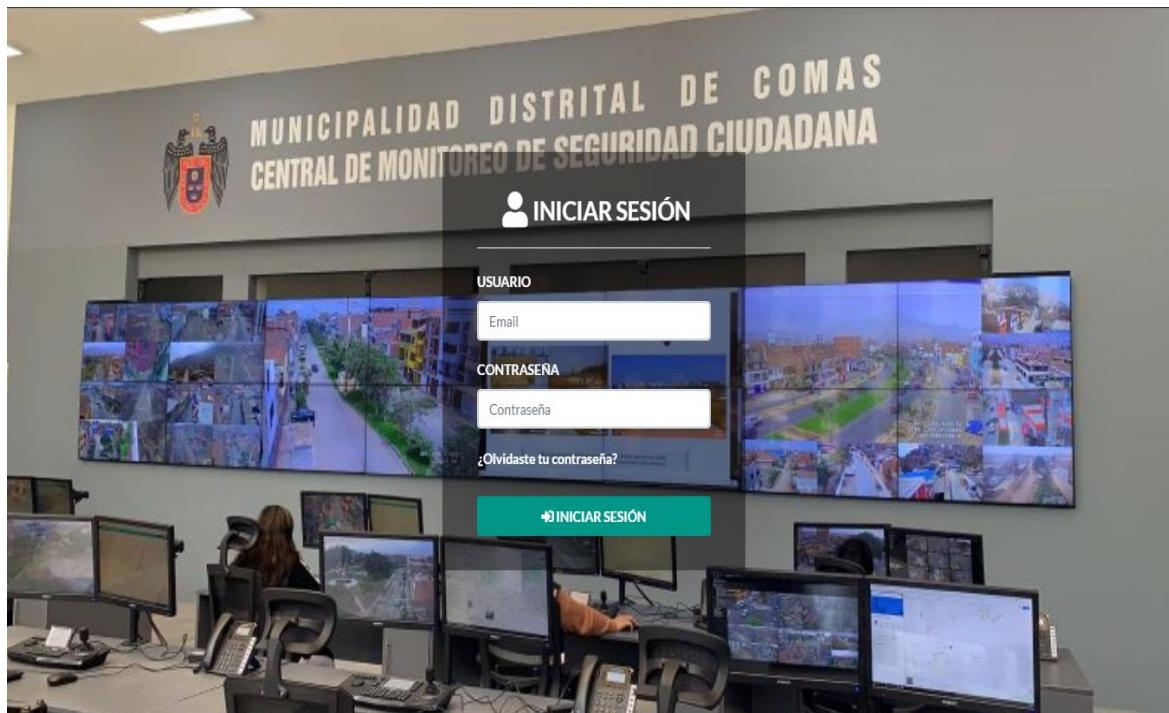 MUNICIPALIDAD DISTRITAL DE COMAS
CENTRAL DE MONITOREO DE SEGURIDAD CIUDADANA
INICIAR SESIÓN
USUARIO
Email
CONTRASEÑA
Contraseña
¿Olvidaste tu contraseña?
INICIAR SESIÓN